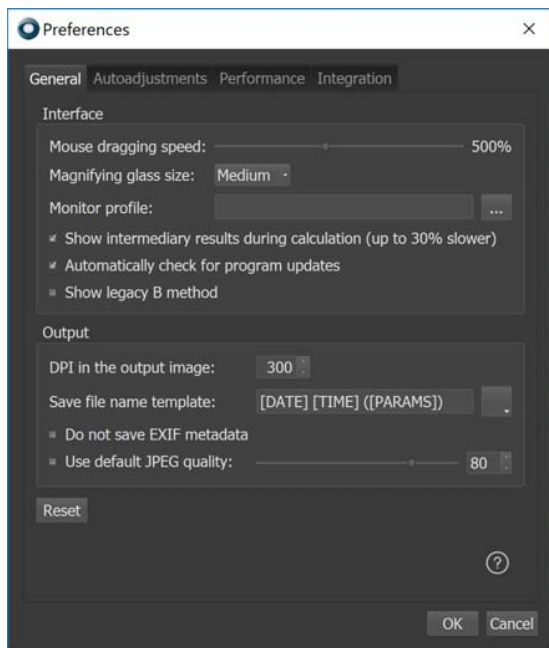 Preferences
General Autoadjustments Performance Integration
Interface
Mouse dragging speed: 500%
Magnifying glass size: Medium
Monitor profile: ...
Show intermediary results during calculation (up to 30% slower)
Automatically check for program updates
Show legacy B method
Output
DPI in the output image: 300
Save file name template: [DATE] [TIME] ([PARAMS])
Do not save EXIF metadata
Use default JPEG quality: 80
Reset
?
OK Cancel